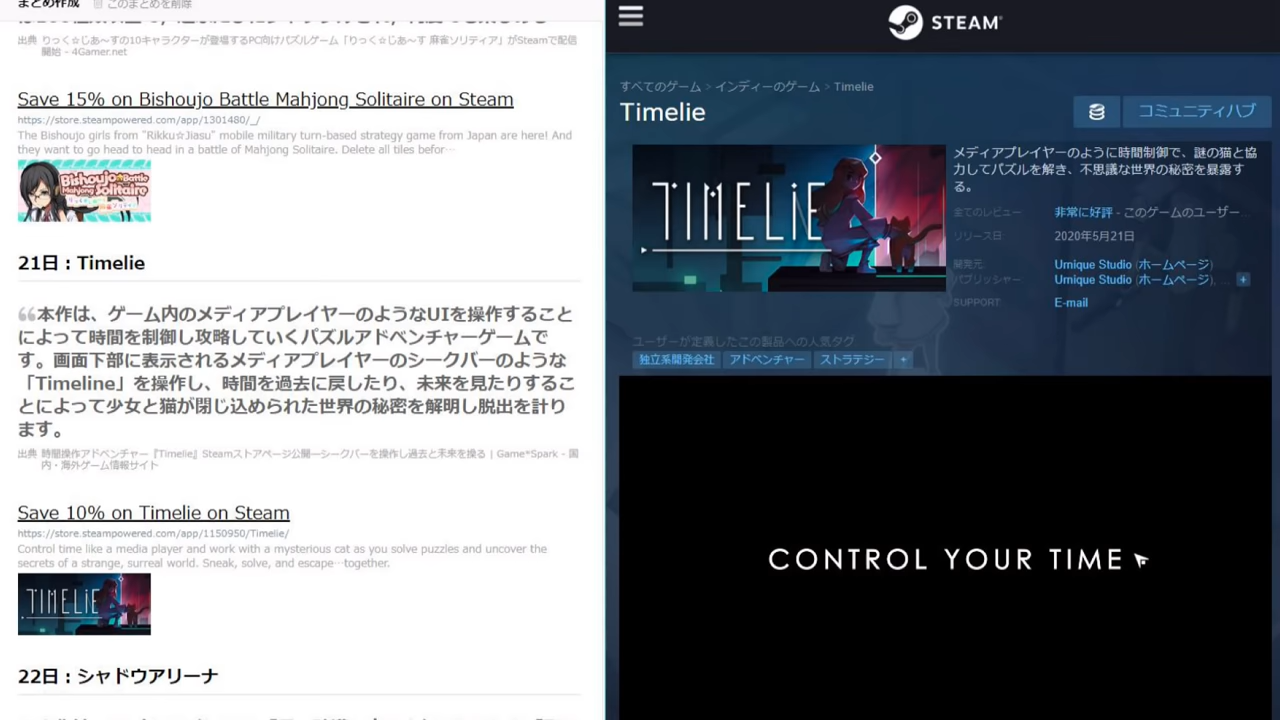 まとめ作成 このまとめを削除
出典 りっく☆じあ〜すの10キャラクターが登場するPC向けパズルゲーム「りっく☆じあ〜す 麻雀ソリティア」がSteamで配信
開始 - 4Gamer.net
Save 15% on Bishoujo Battle Mahjong Solitaire on Steam
https://store.steampowered.com/app/1301480/_/
The Bishoujo girls from "Rikku☆Jiasu" mobile military turn-based strategy game from Japan are here! And
they want to go head to head in a battle of Mahjong Solitaire. Delete all tiles befor…
Bishoujo Battle
Mahjong Solitaire
21日：Timelie
本作は、ゲーム内のメディアプレイヤーのようなUIを操作すること
によって時間を制御し攻略していくパズルアドベンチャーゲームで
す。画面下部に表示されるメディアプレイヤーのシークバーのような
「Timeline」を操作し、時間を過去に戻したり、未来を見たりするこ
とによって少女と猫が閉じ込められた世界の秘密を解明し脱出を計り
ます。
出典 時間操作アドベンチャー『Timelie』Steamストアページ公開―シークバーを操作し過去と未来を操る | Game*Spark - 国
内・海外ゲーム情報サイト
Save 10% on Timelie on Steam
https://store.steampowered.com/app/1150950/Timelie/
Control time like a media player and work with a mysterious cat as you solve puzzles and uncover the
secrets of a strange, surreal world. Sneak, solve, and escape…together.
TIMELIE
22日：シャドウアリーナ
STEAM®
すべてのゲーム > インディーのゲーム > Timelie
Timelie
コミュニティハブ
TIMELIE
メディアプレイヤーのように時間制御で、謎の猫と協
力してパズルを解き、不思議な世界の秘密を暴露す
る。
全てのレビュー 非常に好評 - このゲームのユーザー...
リリース日: 2020年5月21日
開発元: Urnique Studio (ホームページ)
パブリッシャー: Urnique Studio (ホームページ), ... +
SUPPORT: E-mail
ユーザーが定義したこの製品への人気タグ
独立系開発会社 アドベンチャー ストラテジー +
CONTROL YOUR TIME